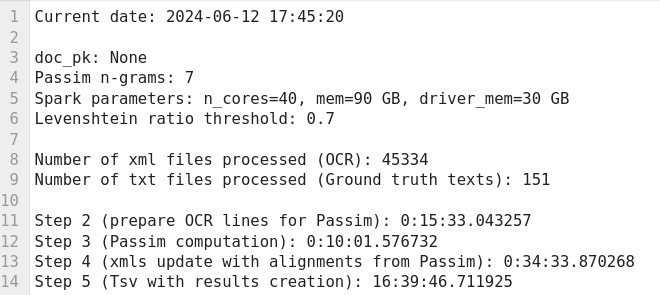 1 Current date: 2024-06-12 17:45:20
2
3 doc_pk: None
4 Passim n-grams: 7
5 Spark parameters: n_cores=40, mem=90 GB, driver_mem=30 GB
6 Levenshtein ratio threshold: 0.7
7
8 Number of xml files processed (OCR): 45334
9 Number of txt files processed (Ground truth texts): 151
10
11 Step 2 (prepare OCR lines for Passim): 0:15:33.043257
12 Step 3 (Passim computation): 0:10:01.576732
13 Step 4 (xmls update with alignments from Passim): 0:34:33.870268
14 Step 5 (Tsv with results creation): 16:39:46.711925